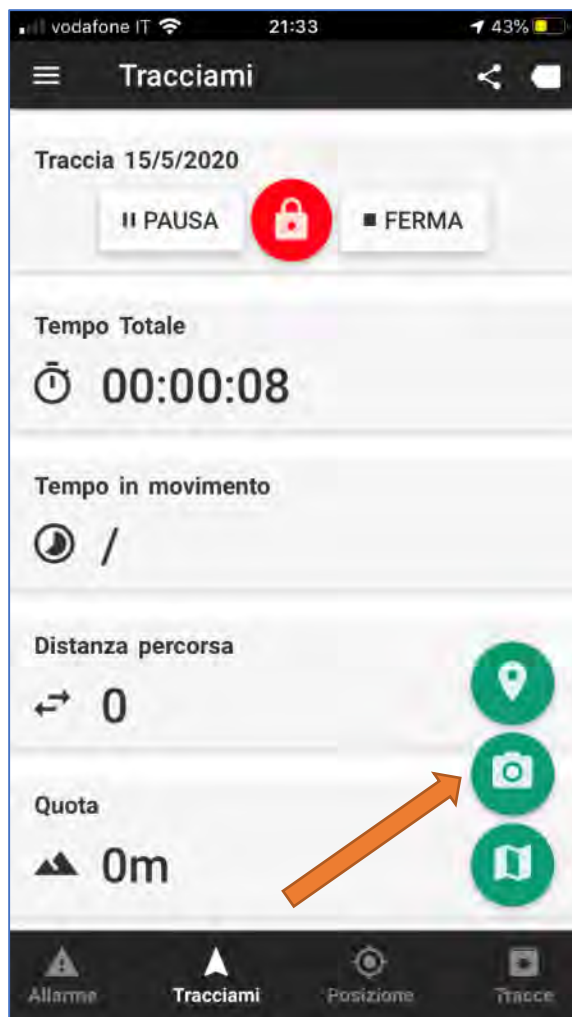 vodafone IT 21:33 43%
Tracciami
Traccia 15/5/2020
PAUSA FERMA
Tempo Totale
00:00:08
Tempo in movimento
/
Distanza percorsa
0
Quota
0m
Allarme Tracciami Posizione Tracce